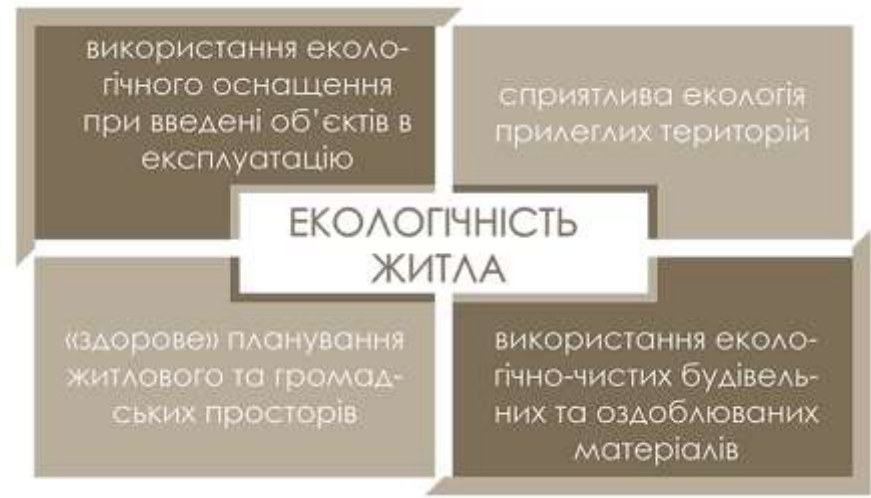 використання еколо-
гічного оснащення
при введені об’єктів в
експлуатацію
сприятлива екологія
прилеглих територій
ЕКОЛОГІЧНІСТЬ
ЖИТЛА
«здорове» планування
житлового та громад-
ських просторів
використання еколо-
гічно-чистих будівель-
них та оздоблюваних
матеріалів